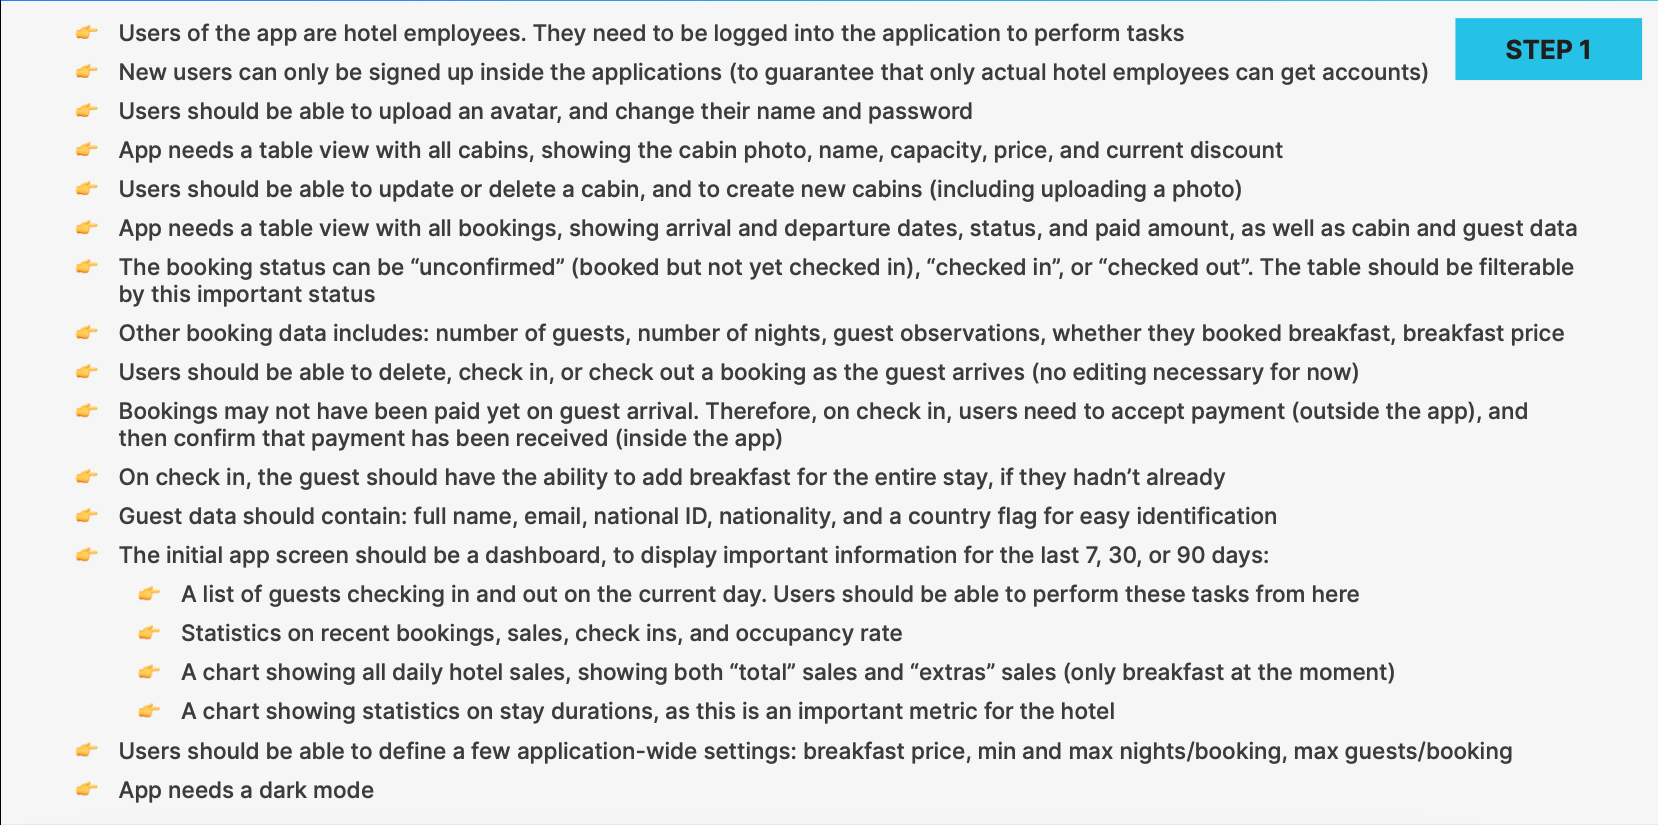 Users of the app are hotel employees. They need to be logged into the application to perform tasks
STEP 1
New users can only be signed up inside the applications (to guarantee that only actual hotel employees can get accounts)
Users should be able to upload an avatar, and change their name and password
App needs a table view with all cabins, showing the cabin photo, name, capacity, price, and current discount
Users should be able to update or delete a cabin, and to create new cabins (including uploading a photo)
App needs a table view with all bookings, showing arrival and departure dates, status, and paid amount, as well as cabin and guest data
The booking status can be “unconfirmed” (booked but not yet checked in), “checked in”, or “checked out”. The table should be filterable
by this important status
Other booking data includes: number of guests, number of nights, guest observations, whether they booked breakfast, breakfast price
Users should be able to delete, check in, or check out a booking as the guest arrives (no editing necessary for now)
Bookings may not have been paid yet on guest arrival. Therefore, on check in, users need to accept payment (outside the app), and
then confirm that payment has been received (inside the app)
On check in, the guest should have the ability to add breakfast for the entire stay, if they hadn’t already
Guest data should contain: full name, email, national ID, nationality, and a country flag for easy identification
The initial app screen should be a dashboard, to display important information for the last 7, 30, or 90 days:
A list of guests checking in and out on the current day. Users should be able to perform these tasks from here
Statistics on recent bookings, sales, check ins, and occupancy rate
A chart showing all daily hotel sales, showing both “total” sales and “extras” sales (only breakfast at the moment)
A chart showing statistics on stay durations, as this is an important metric for the hotel
Users should be able to define a few application-wide settings: breakfast price, min and max nights/booking, max guests/booking
App needs a dark mode